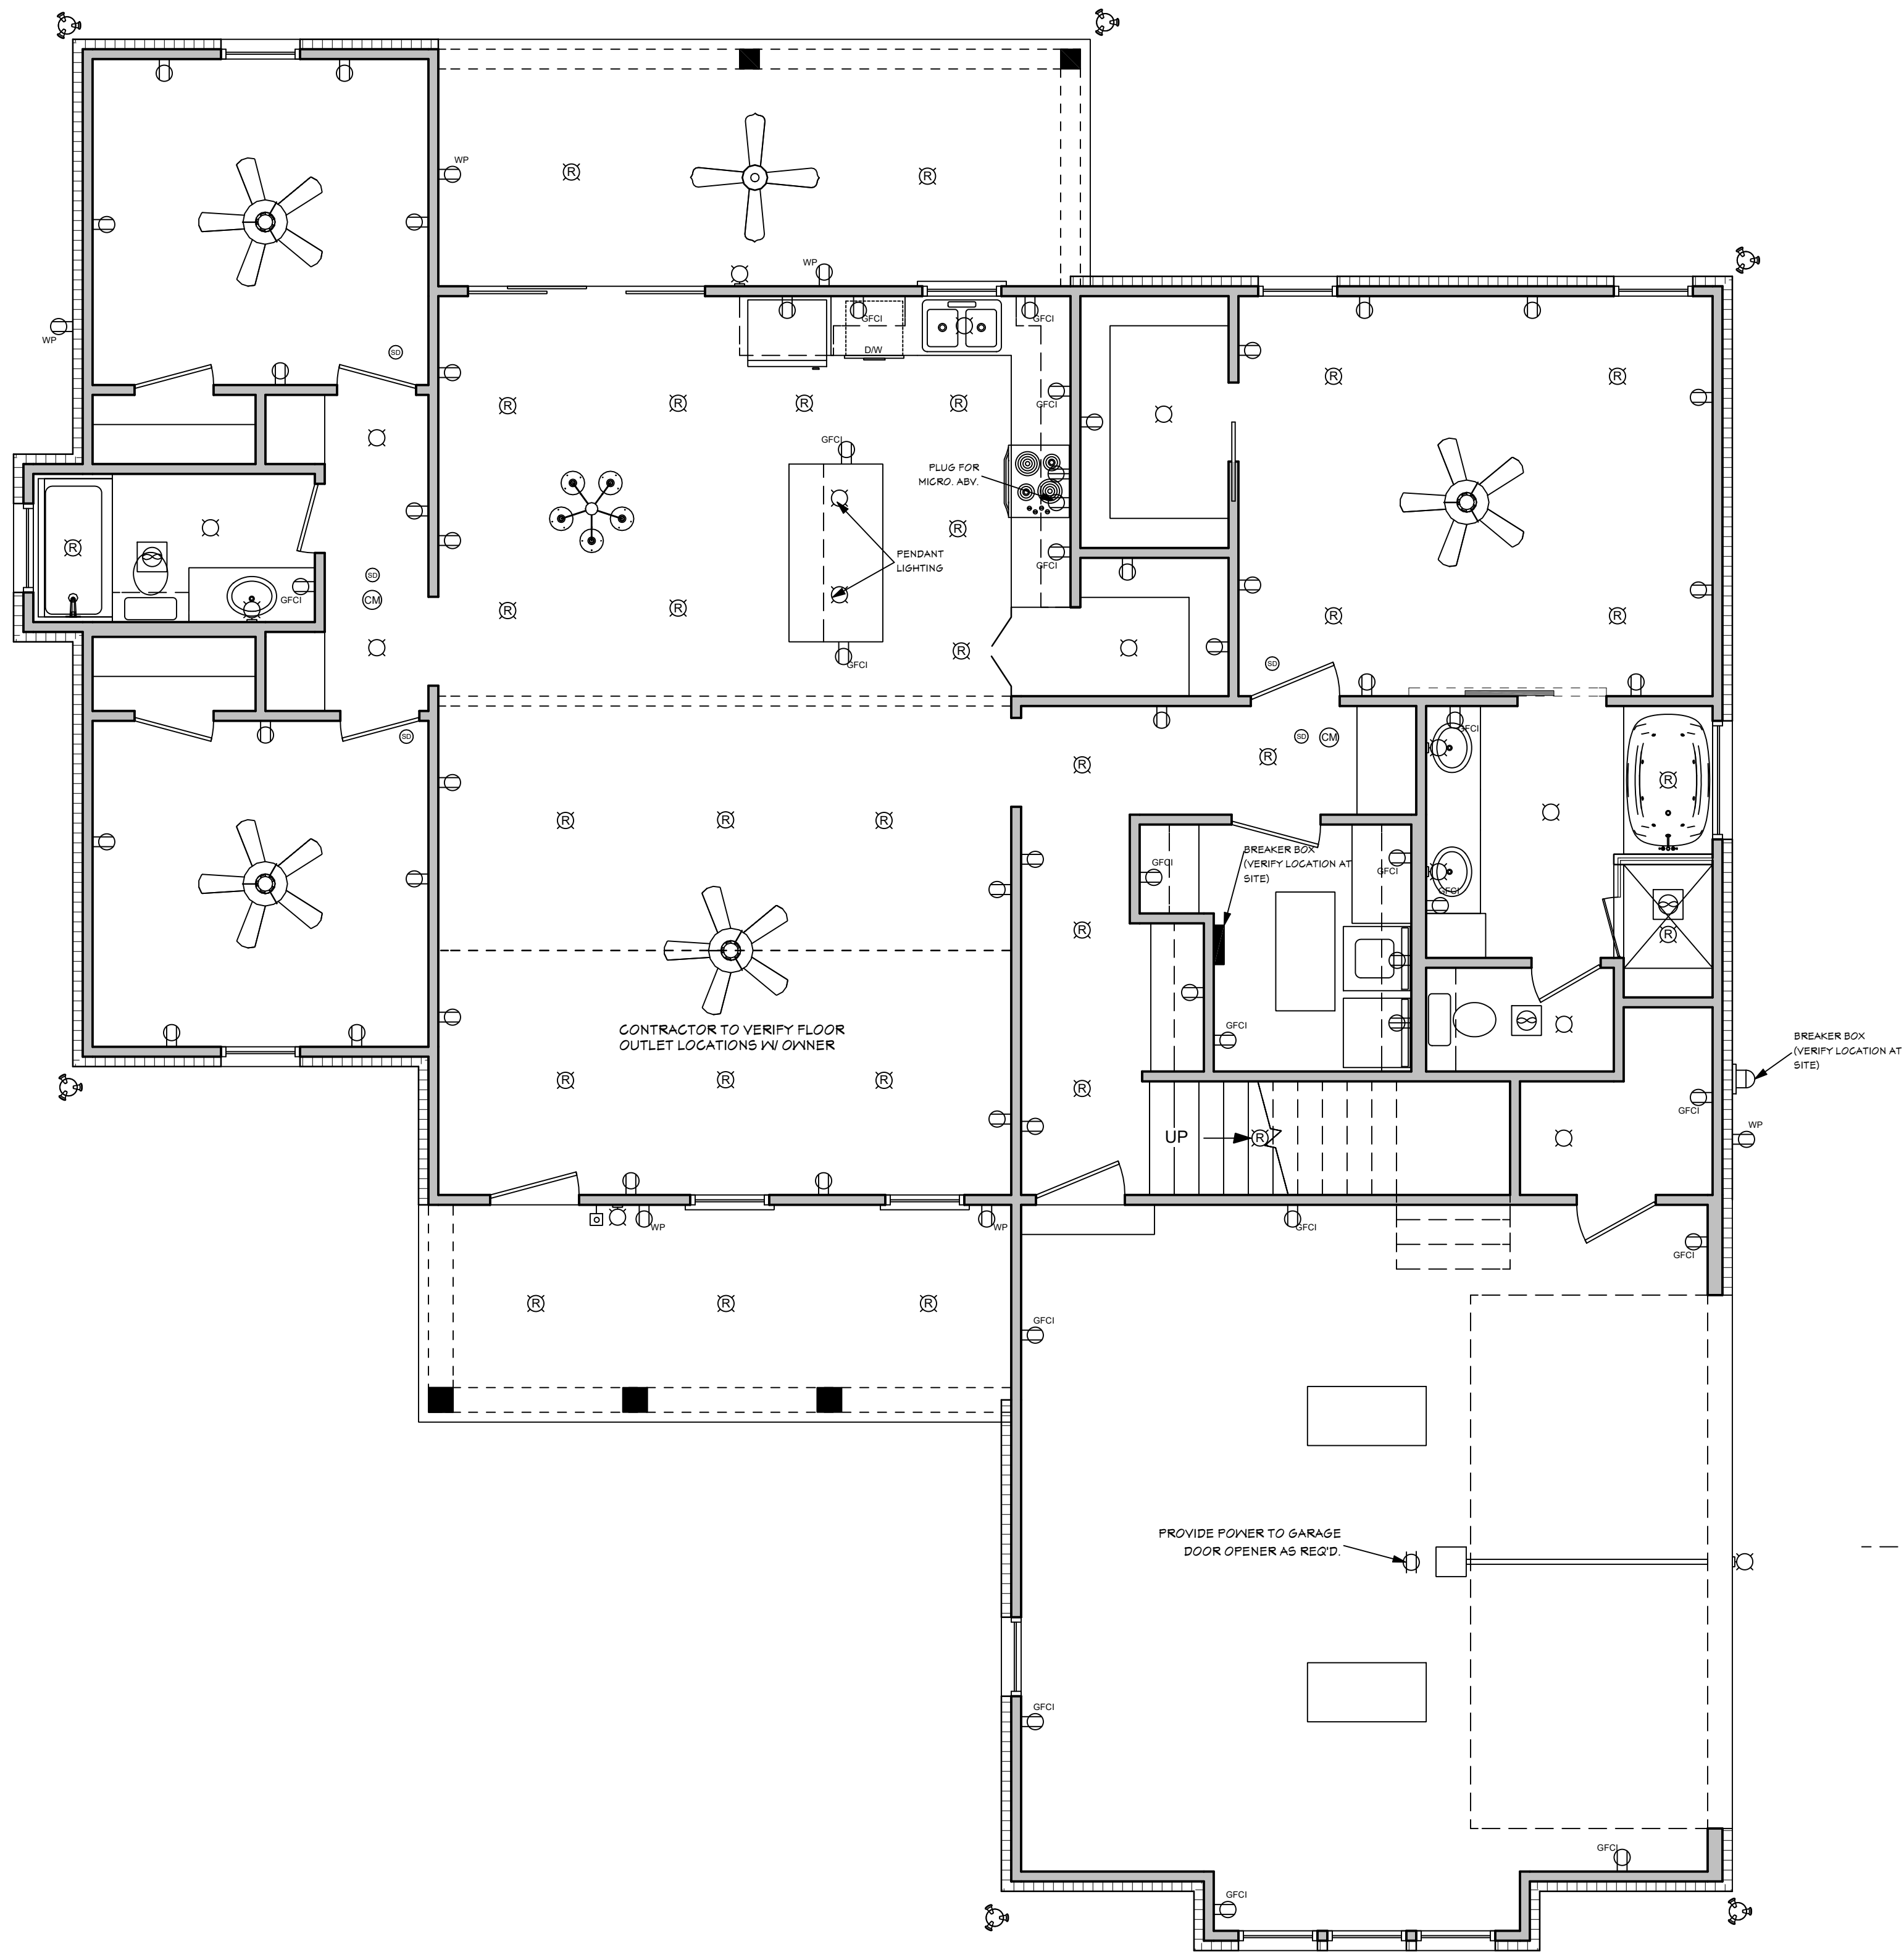 WP
R
R
WP
WP
GFCI
GFCI
D/W
SD
R
R
R
R
R
R
GFCI
GFCI
PLUG FOR
MICRO. ABV.
R
R
PENDANT
LIGHTING
GFCI
SD
CM
GFCI
R
R
R
R
R
GFCI
R
SD
SD
SD
CM
R
R
GFCI
R
R
R
R
BREAKER BOX
(VERIFY LOCATION AT
SITE)
GFCI
GFCI
GFCI
R
R
CONTRACTOR TO VERIFY FLOOR
OUTLET LOCATIONS W/ OWNER
GFCI
BREAKER BOX
(VERIFY LOCATION AT
SITE)
R
R
R
R
GFCI
WP
UP
R
WP
WP
GFCI
GFCI
R
R
R
GFCI
PROVIDE POWER TO GARAGE
DOOR OPENER AS REQ'D.
GFCI
GFCI
GFCI